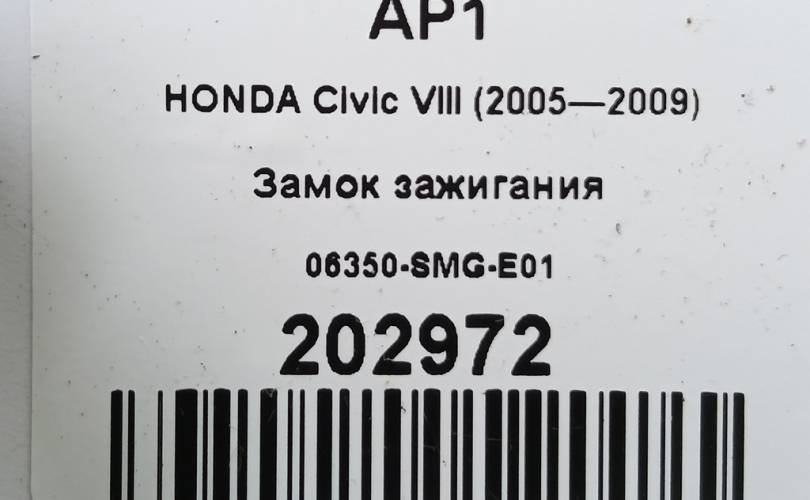 AP1
HONDA Civic VIII (2005—2009)
Замок зажигания
06350-SMG-E01
202972